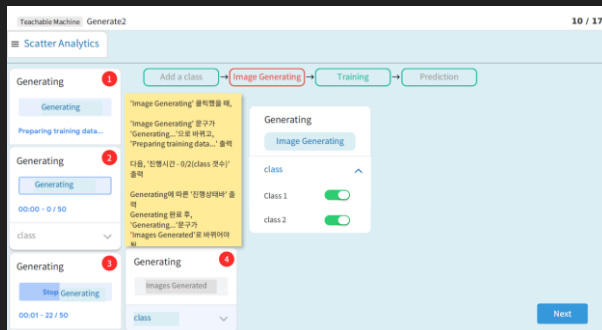 Teachable Machine Generate2
10 / 17
Scatter Analytics
Add a class → Image Generating → Training → Prediction
Generating
1
Generating
Preparing training data...
Generating
2
Generating
00:00 - 0 / 50
class
Generating
3
Stop Generating
00:01 - 22 / 50
'Image Generating' 클릭했을 때,
'Image Generating' 문구가
'Generating...'으로 바뀌고,
'Preparing training data...' 출력
다음, '진행시간 - 0/2(class 갯수)'
출력
Generating에 따른 '진행상태바' 출
력
Generating 완료 후,
'Generating...'문구가
'Images Generated'로 바뀌어야
Generating
4
Images Generated
class
Generating
Image Generating
class
Class 1
class 2
Next